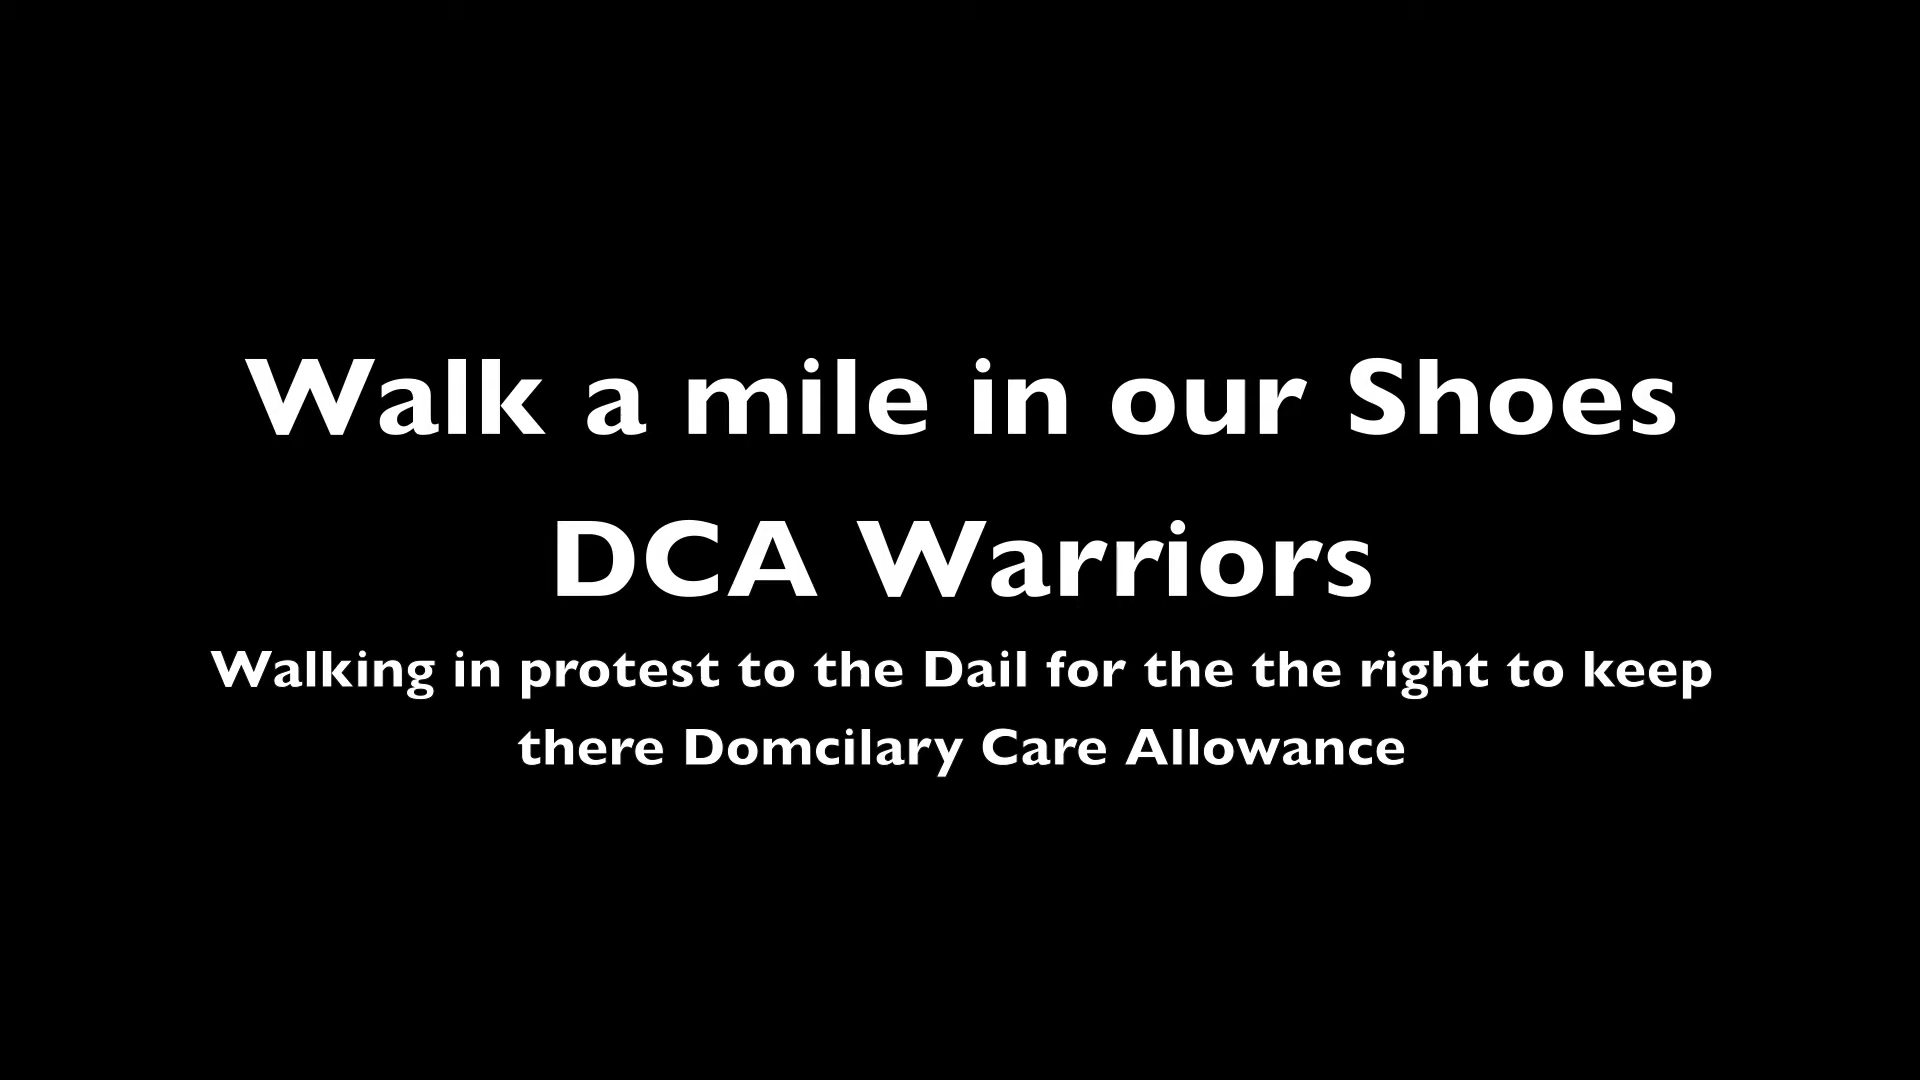 Walk a mile in our Shoes
DCA Warriors
Walking in protest to the Dail for the the right to keep
there Domcilary Care Allowance